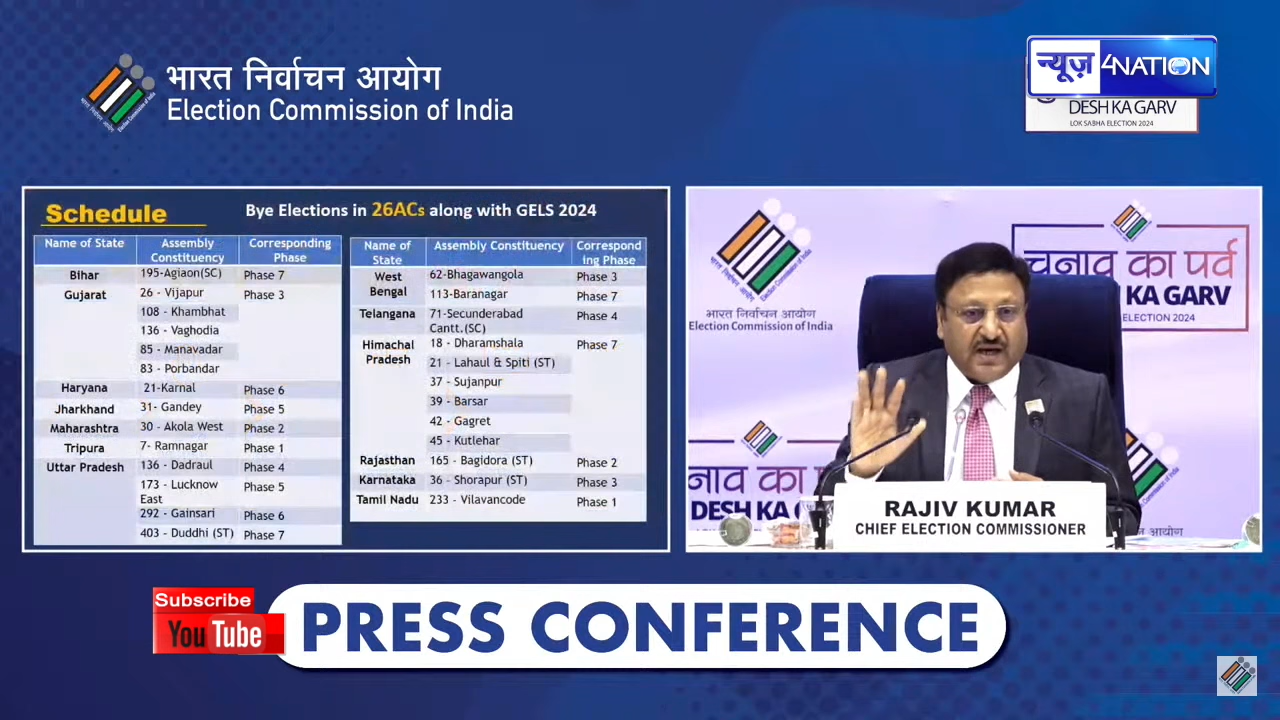 भारत निर्वाचन आयोग
Election Commission of India
न्यूज़ 4NATION
DESH KA GARV
LOK SABHA ELECTION 2024
Schedule
Bye Elections in 26ACs along with GELS 2024
Name of State Assembly Constituency Corresponding Phase
Bihar 195-Agiaon(SC) Phase 7
Gujarat 26 - Vijapur Phase 3
108 - Khambhat
136 - Vaghodia
85 - Manavadar
83 - Porbandar
Haryana 21-Karnal Phase 6
Jharkhand 31- Gandey Phase 5
Maharashtra 30 - Akola West Phase 2
Tripura 7- Ramnagar Phase 1
Uttar Pradesh 136 - Dadraul Phase 4
173 - Lucknow East Phase 5
292 - Gainsari Phase 6
403 - Duddhi (ST) Phase 7
Name of State Assembly Constituency Correspond ing Phase
West Bengal 62-Bhagawangola Phase 3
113-Baranagar Phase 7
Telangana 71-Secunderabad Cantt.(SC) Phase 4
Himachal Pradesh 18 - Dharamshala Phase 7
21 - Lahaul & Spiti (ST)
37 - Sujanpur
39 - Barsar
42 - Gagret
45 - Kutlehar
Rajasthan 165 - Bagidora (ST) Phase 2
Karnataka 36 - Shorapur (ST) Phase 3
Tamil Nadu 233 - Vilavancode Phase 1
भारत निर्वाचन आयोग
Election Commission of India
चुनाव का पर्व
KA GARV
ELECTION 2024
का
DESH KA
आयोग
RAJIV KUMAR
CHIEF ELECTION COMMISSIONER
Subscribe
YouTube
PRESS CONFERENCE